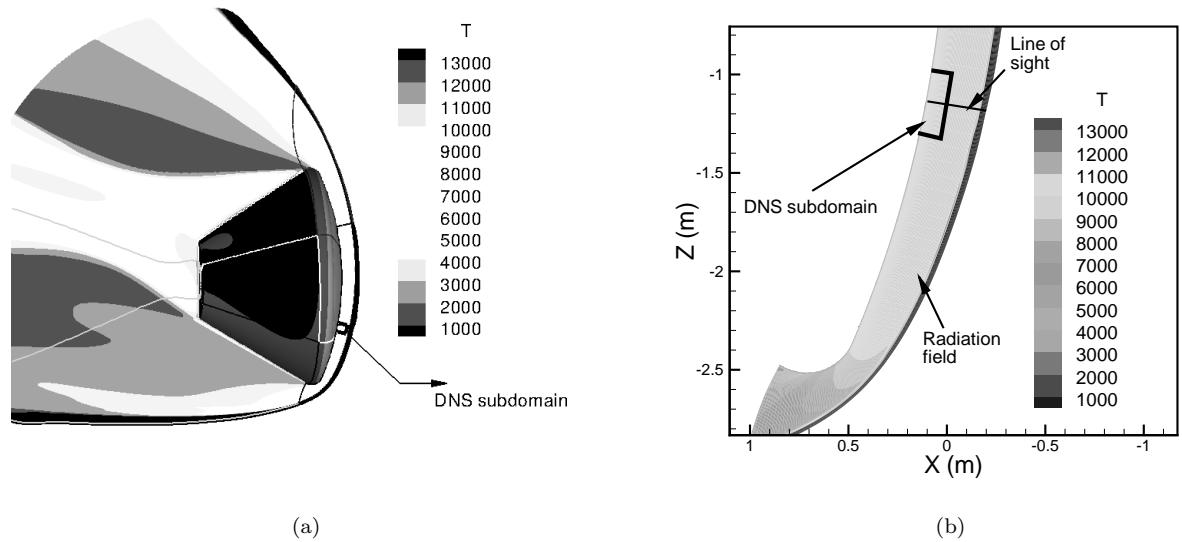 T
13000
12000
11000
10000
9000
8000
7000
6000
5000
4000
3000
2000
1000
DNS subdomain
(a)
Line of
sight
T
13000
12000
11000
10000
9000
8000
7000
6000
5000
4000
3000
2000
1000
DNS subdomain
Radiation
field
Z (m)
-1
-1.5
-2
-2.5
1
0.5
0
-0.5
-1
X (m)
(b)